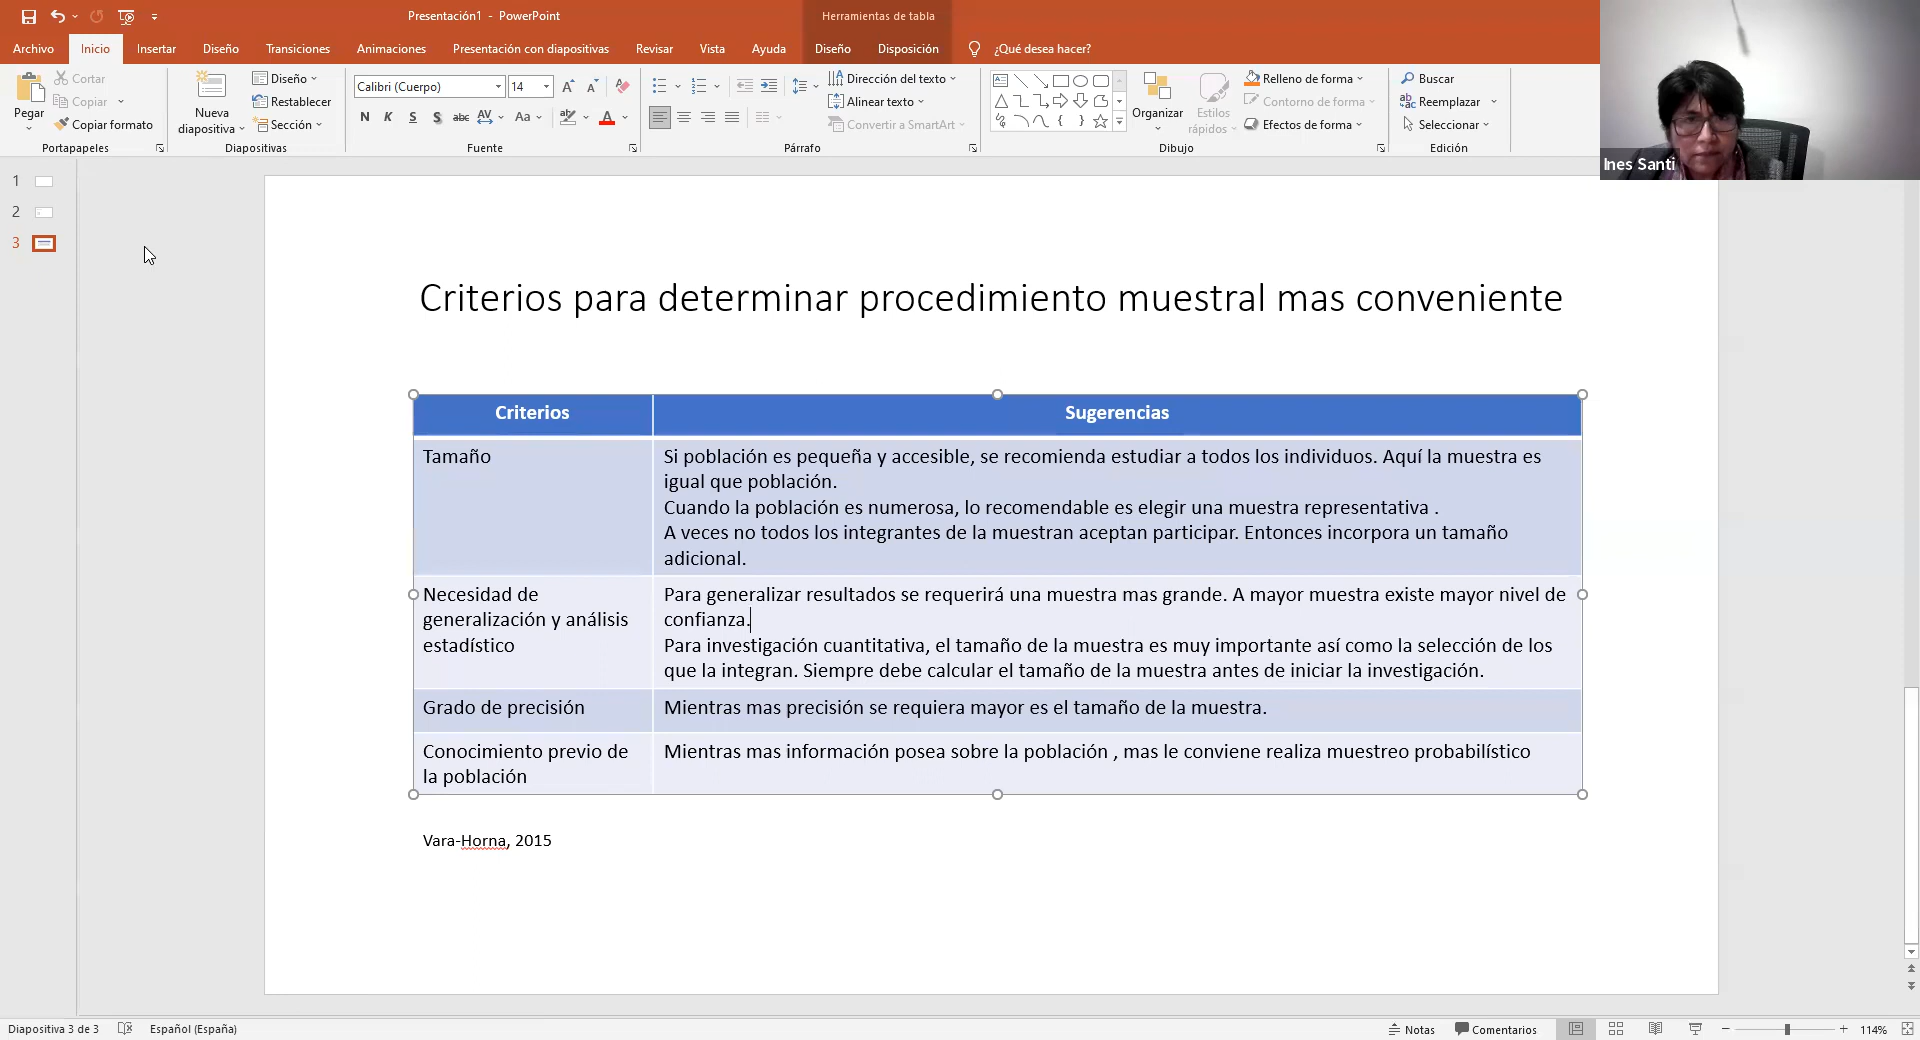 Presentación1 - PowerPoint
Herramientas de tabla
Archivo Inicio Insertar Diseño Transiciones Animaciones Presentación con diapositivas Revisar Vista Ayuda Diseño Disposición ¿Qué desea hacer?
Pegar
Cortar
Copiar
Copiar formato
Portapapeles
Nueva
diapositiva
Diseño
Restablecer
Sección
Diapositivas
Calibri (Cuerpo) 14
N K S S abc AV Aa aby A
Fuente
Dirección del texto
Alinear texto
Convertir a SmartArt
Párrafo
Organizar
Estilos
rápidos
Relleno de forma
Contorno de forma
Efectos de forma
Dibujo
Buscar
Reemplazar
Seleccionar
Edición
Ines Santi
1
2
3
Criterios para determinar procedimiento muestral mas conveniente
Criterios Sugerencias
Tamaño
Si población es pequeña y accesible, se recomienda estudiar a todos los individuos. Aquí la muestra es
igual que población.
Cuando la población es numerosa, lo recomendable es elegir una muestra representativa .
A veces no todos los integrantes de la muestran aceptan participar. Entonces incorpora un tamaño
adicional.
Necesidad de
generalización y análisis
estadístico
Para generalizar resultados se requerirá una muestra mas grande. A mayor muestra existe mayor nivel de
confianza.
Para investigación cuantitativa, el tamaño de la muestra es muy importante así como la selección de los
que la integran. Siempre debe calcular el tamaño de la muestra antes de iniciar la investigación.
Grado de precisión
Mientras mas precisión se requiera mayor es el tamaño de la muestra.
Conocimiento previo de
la población
Mientras mas información posea sobre la población , mas le conviene realiza muestreo probabilístico
Vara-Horna, 2015
Diapositiva 3 de 3 Español (España) Notas Comentarios 114%